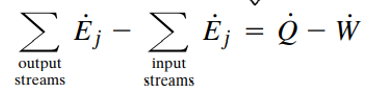 ∑ Ė_j − ∑ Ė_j = Q̇ − Ẇ
output input
streams streams